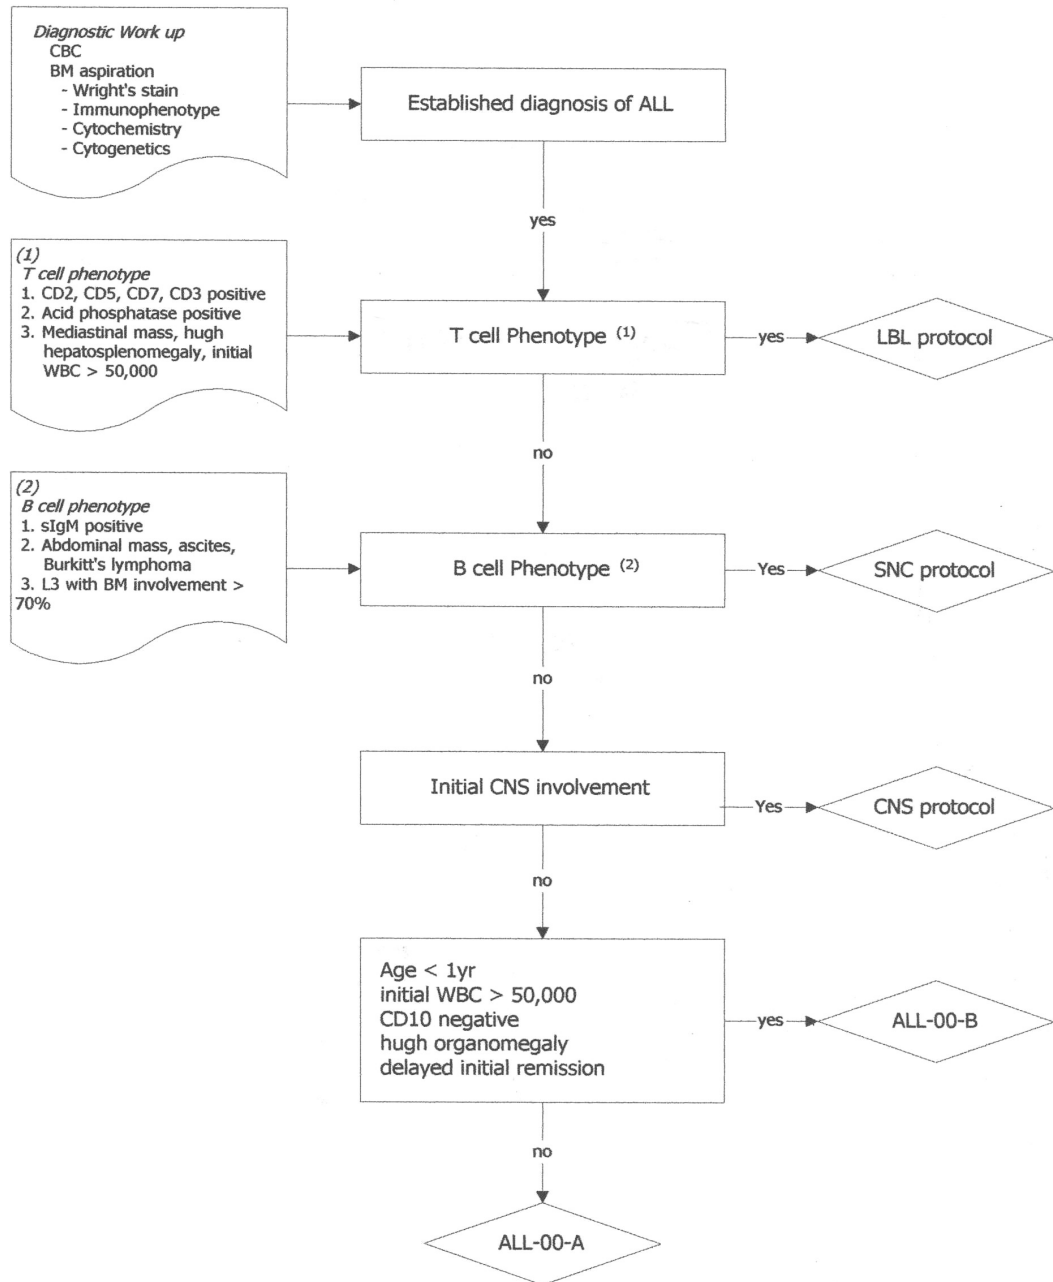 Diagnostic Work up
CBC
BM aspiration
- Wright's stain
- Immunophenotype
- Cytochemistry
- Cytogenetics
Established diagnosis of ALL
yes
(1)
T cell phenotype
1. CD2, CD5, CD7, CD3 positive
2. Acid phosphatase positive
3. Mediastinal mass, hugh
hepatosplenomegaly, initial
WBC > 50,000
T cell Phenotype (1)
yes
LBL protocol
no
(2)
B cell phenotype
1. sIgM positive
2. Abdominal mass, ascites,
Burkitt's lymphoma
3. L3 with BM involvement >
70%
B cell Phenotype (2)
Yes
SNC protocol
no
Initial CNS involvement
Yes
CNS protocol
no
Age < 1yr
initial WBC > 50,000
CD10 negative
hugh organomegaly
delayed initial remission
yes
ALL-00-B
no
ALL-00-A